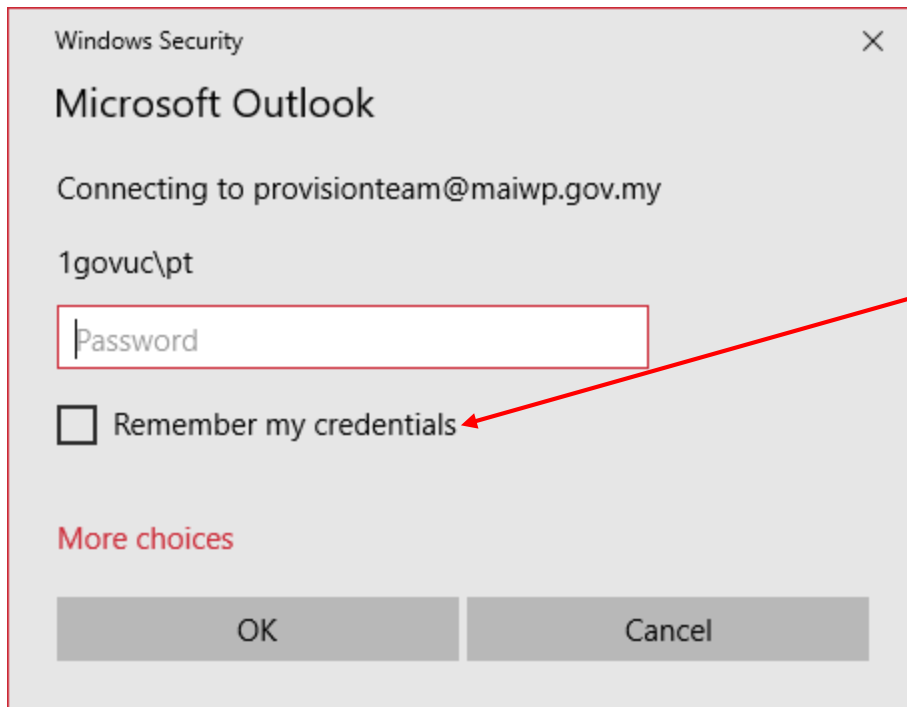 Windows Security
Microsoft Outlook
Connecting to provisionteam@maiwp.gov.my
1govuc\pt
Password
Remember my credentials
More choices
OK
Cancel